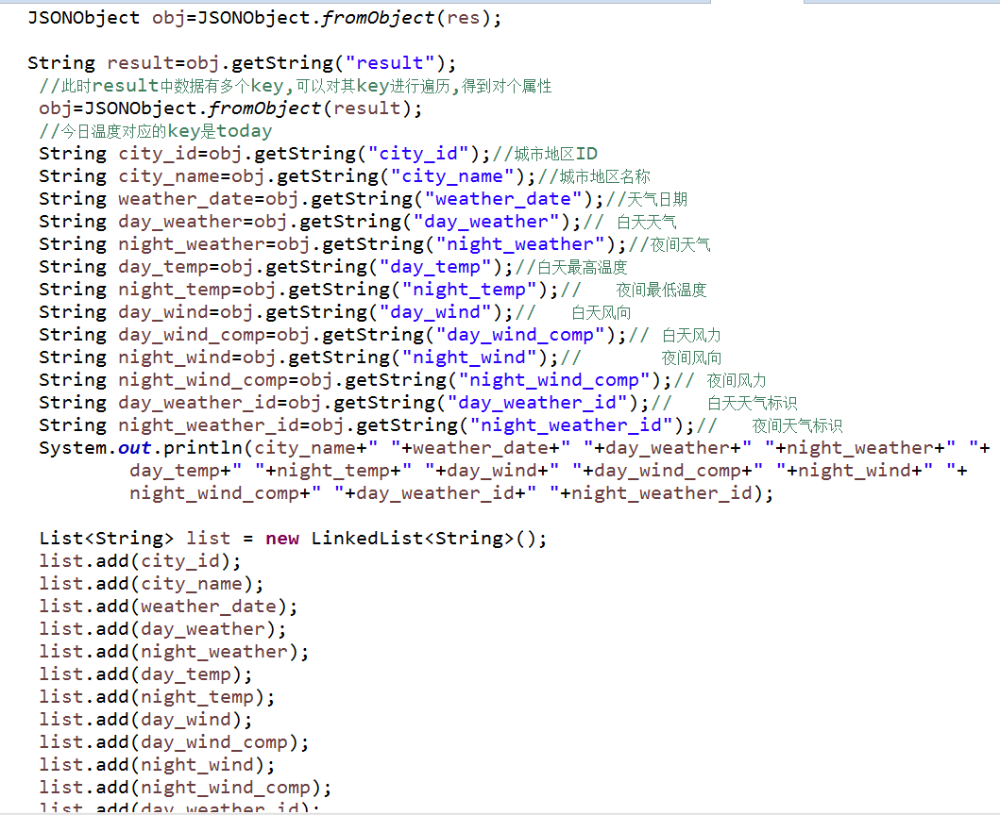 JSONObject obj=JSONObject.fromObject(res);
String result=obj.getString("result");
//此时result中数据有多个key,可以对其key进行遍历,得到对个属性
obj=JSONObject.fromObject(result);
//今日温度对应的key是today
String city_id=obj.getString("city_id");//城市地区ID
String city_name=obj.getString("city_name");//城市地区名称
String weather_date=obj.getString("weather_date");//天气日期
String day_weather=obj.getString("day_weather");// 白天天气
String night_weather=obj.getString("night_weather");//夜间天气
String day_temp=obj.getString("day_temp");//白天最高温度
String night_temp=obj.getString("night_temp");//   夜间最低温度
String day_wind=obj.getString("day_wind");//   白天风向
String day_wind_comp=obj.getString("day_wind_comp");// 白天风力
String night_wind=obj.getString("night_wind");//       夜间风向
String night_wind_comp=obj.getString("night_wind_comp");// 夜间风力
String day_weather_id=obj.getString("day_weather_id");//   白天天气标识
String night_weather_id=obj.getString("night_weather_id");//   夜间天气标识
System.out.println(city_name+" "+weather_date+" "+day_weather+" "+night_weather+" "+
day_temp+" "+night_temp+" "+day_wind+" "+day_wind_comp+" "+night_wind+" "+
night_wind_comp+" "+day_weather_id+" "+night_weather_id);
List<String> list = new LinkedList<String>();
list.add(city_id);
list.add(city_name);
list.add(weather_date);
list.add(day_weather);
list.add(night_weather);
list.add(day_temp);
list.add(night_temp);
list.add(day_wind);
list.add(day_wind_comp);
list.add(night_wind);
list.add(night_wind_comp);
list.add(day_weather_id);